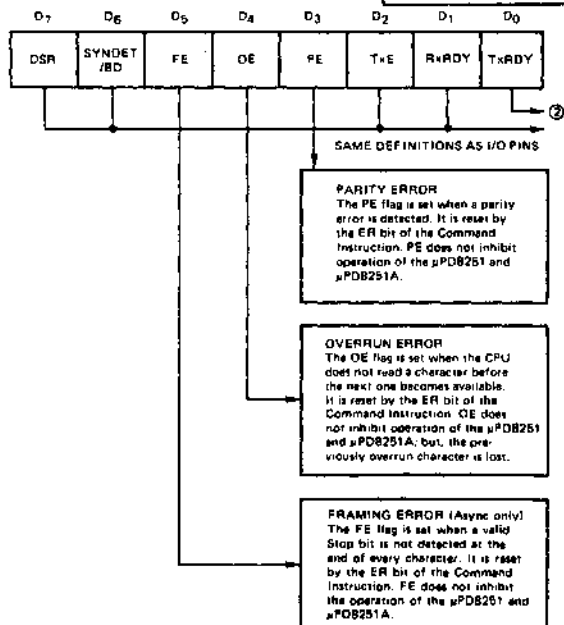 D7 D6 D5 D4 D3 D2 D1 D0
DSR SYNDET /BD FE OE PE TxE RxRDY TxRDY
②
SAME DEFINITIONS AS I/O PINS
PARITY ERROR
The PE flag is set when a parity
error is detected. It is reset by
the ER bit of the Command
Instruction. PE does not inhibit
operation of the µPD8251 and
µPD8251A.
OVERRUN ERROR
The OE flag is set when the CPU
does not read a character before
the next one becomes available.
It is reset by the ER bit of the
Command Instruction. OE does
not inhibit operation of the µPD8251
and µPD8251A; but, the pre-
viously overrun character is lost.
FRAMING ERROR (Async only)
The FE flag is set when a valid
Stop bit is not detected at the
end of every character. It is reset
by the ER bit of the Command
Instruction. FE does not inhibit
the operation of the µPD8251 and
µPD8251A.